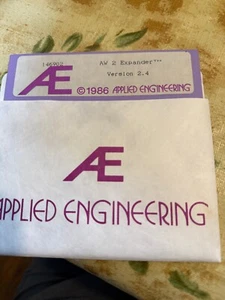 146902 AW 2 Expander™
Version 2.4
AE
©1986 APPLIED ENGINEERING
AE
APPLIED ENGINEERING